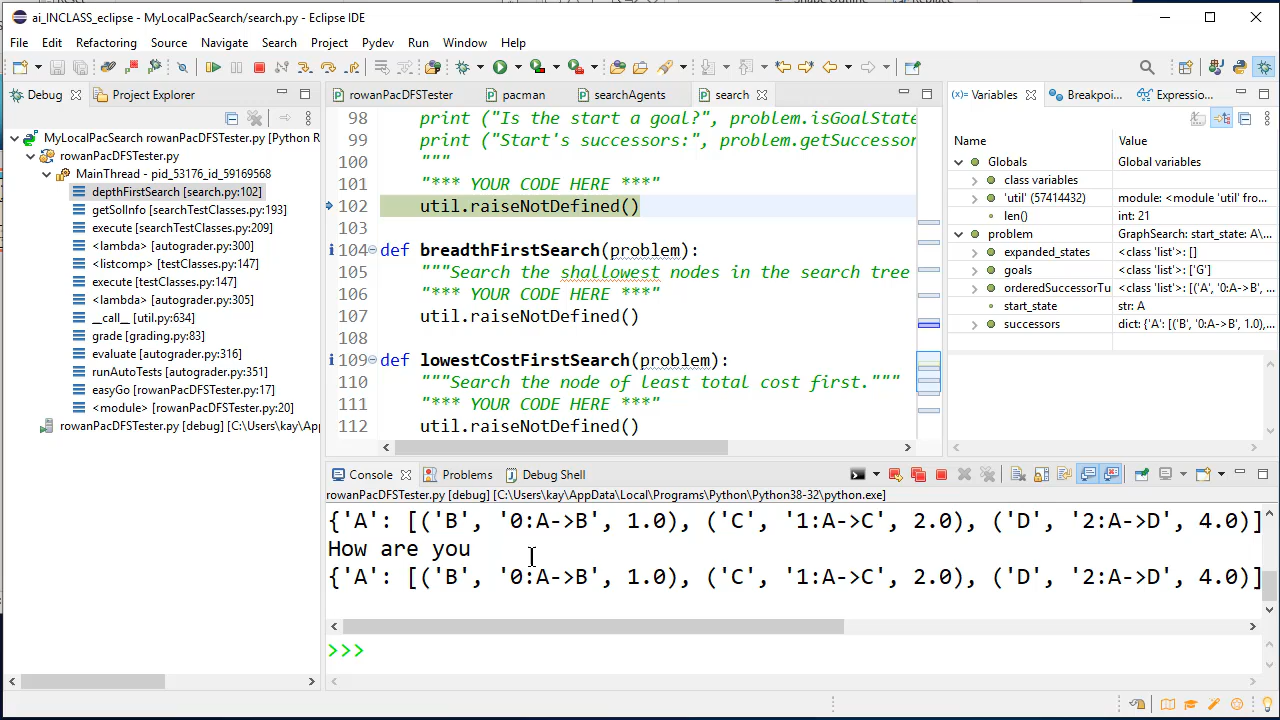 ai_INCLASS_eclipse - MyLocalPacSearch/search.py - Eclipse IDE
File Edit Refactoring Source Navigate Search Project Pydev Run Window Help
Debug Project Explorer
MyLocalPacSearch rowanPacDFSTester.py [Python R
rowanPacDFSTester.py
MainThread - pid_53176_id_59169568
depthFirstSearch [search.py:102]
getSolInfo [searchTestClasses.py:193]
execute [searchTestClasses.py:209]
<lambda> [autograder.py:300]
<listcomp> [testClasses.py:147]
execute [testClasses.py:147]
<lambda> [autograder.py:305]
__call__ [util.py:634]
grade [grading.py:83]
evaluate [autograder.py:316]
runAutoTests [autograder.py:351]
easyGo [rowanPacDFSTester.py:17]
<module> [rowanPacDFSTester.py:20]
rowanPacDFSTester.py [debug] [C:\Users\kay\App
rowanPacDFSTester pacman searchAgents search
98 print ("Is the start a goal?", problem.isGoalState
99 print ("Start's successors:", problem.getSuccessor
100 """
101 "*** YOUR CODE HERE ***"
102 util.raiseNotDefined()
103
104 def breadthFirstSearch(problem):
105 """Search the shallowest nodes in the search tree
106 "*** YOUR CODE HERE ***"
107 util.raiseNotDefined()
108
109 def lowestCostFirstSearch(problem):
110 """Search the node of least total cost first."""
111 "*** YOUR CODE HERE ***"
112 util.raiseNotDefined()
Variables Breakpoi... Expressio...
Name Value
Globals Global variables
class variables
'util' (57414432) module: <module 'util' fro...
len() int: 21
problem GraphSearch: start_state: A\...
expanded_states <class 'list'>: []
goals <class 'list'>: ['G']
orderedSuccessorTu <class 'list'>: [('A', '0:A->B', ...
start_state str: A
successors dict: {'A': [('B', '0:A->B', 1.0), ...
Console Problems Debug Shell
rowanPacDFSTester.py [debug] [C:\Users\kay\AppData\Local\Programs\Python\Python38-32\python.exe]
{'A': [('B', '0:A->B', 1.0), ('C', '1:A->C', 2.0), ('D', '2:A->D', 4.0)]
How are you
{'A': [('B', '0:A->B', 1.0), ('C', '1:A->C', 2.0), ('D', '2:A->D', 4.0)]
>>>